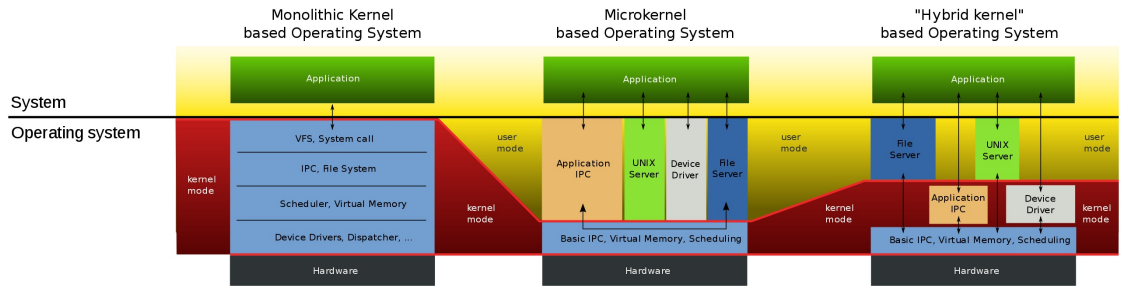 Monolithic Kernel
based Operating System
Microkernel
based Operating System
"Hybrid kernel"
based Operating System
System
Operating system
Application
VFS, System call
IPC, File System
Scheduler, Virtual Memory
Device Drivers, Dispatcher, ...
Hardware
kernel
mode
kernel
mode
user
mode
Application
Application
IPC
UNIX
Server
Device
Driver
File
Server
Basic IPC, Virtual Memory, Scheduling
Hardware
user
mode
kernel
mode
Application
File
Server
UNIX
Server
Application
IPC
Device
Driver
Basic IPC, Virtual Memory, Scheduling
Hardware
user
mode
kernel
mode